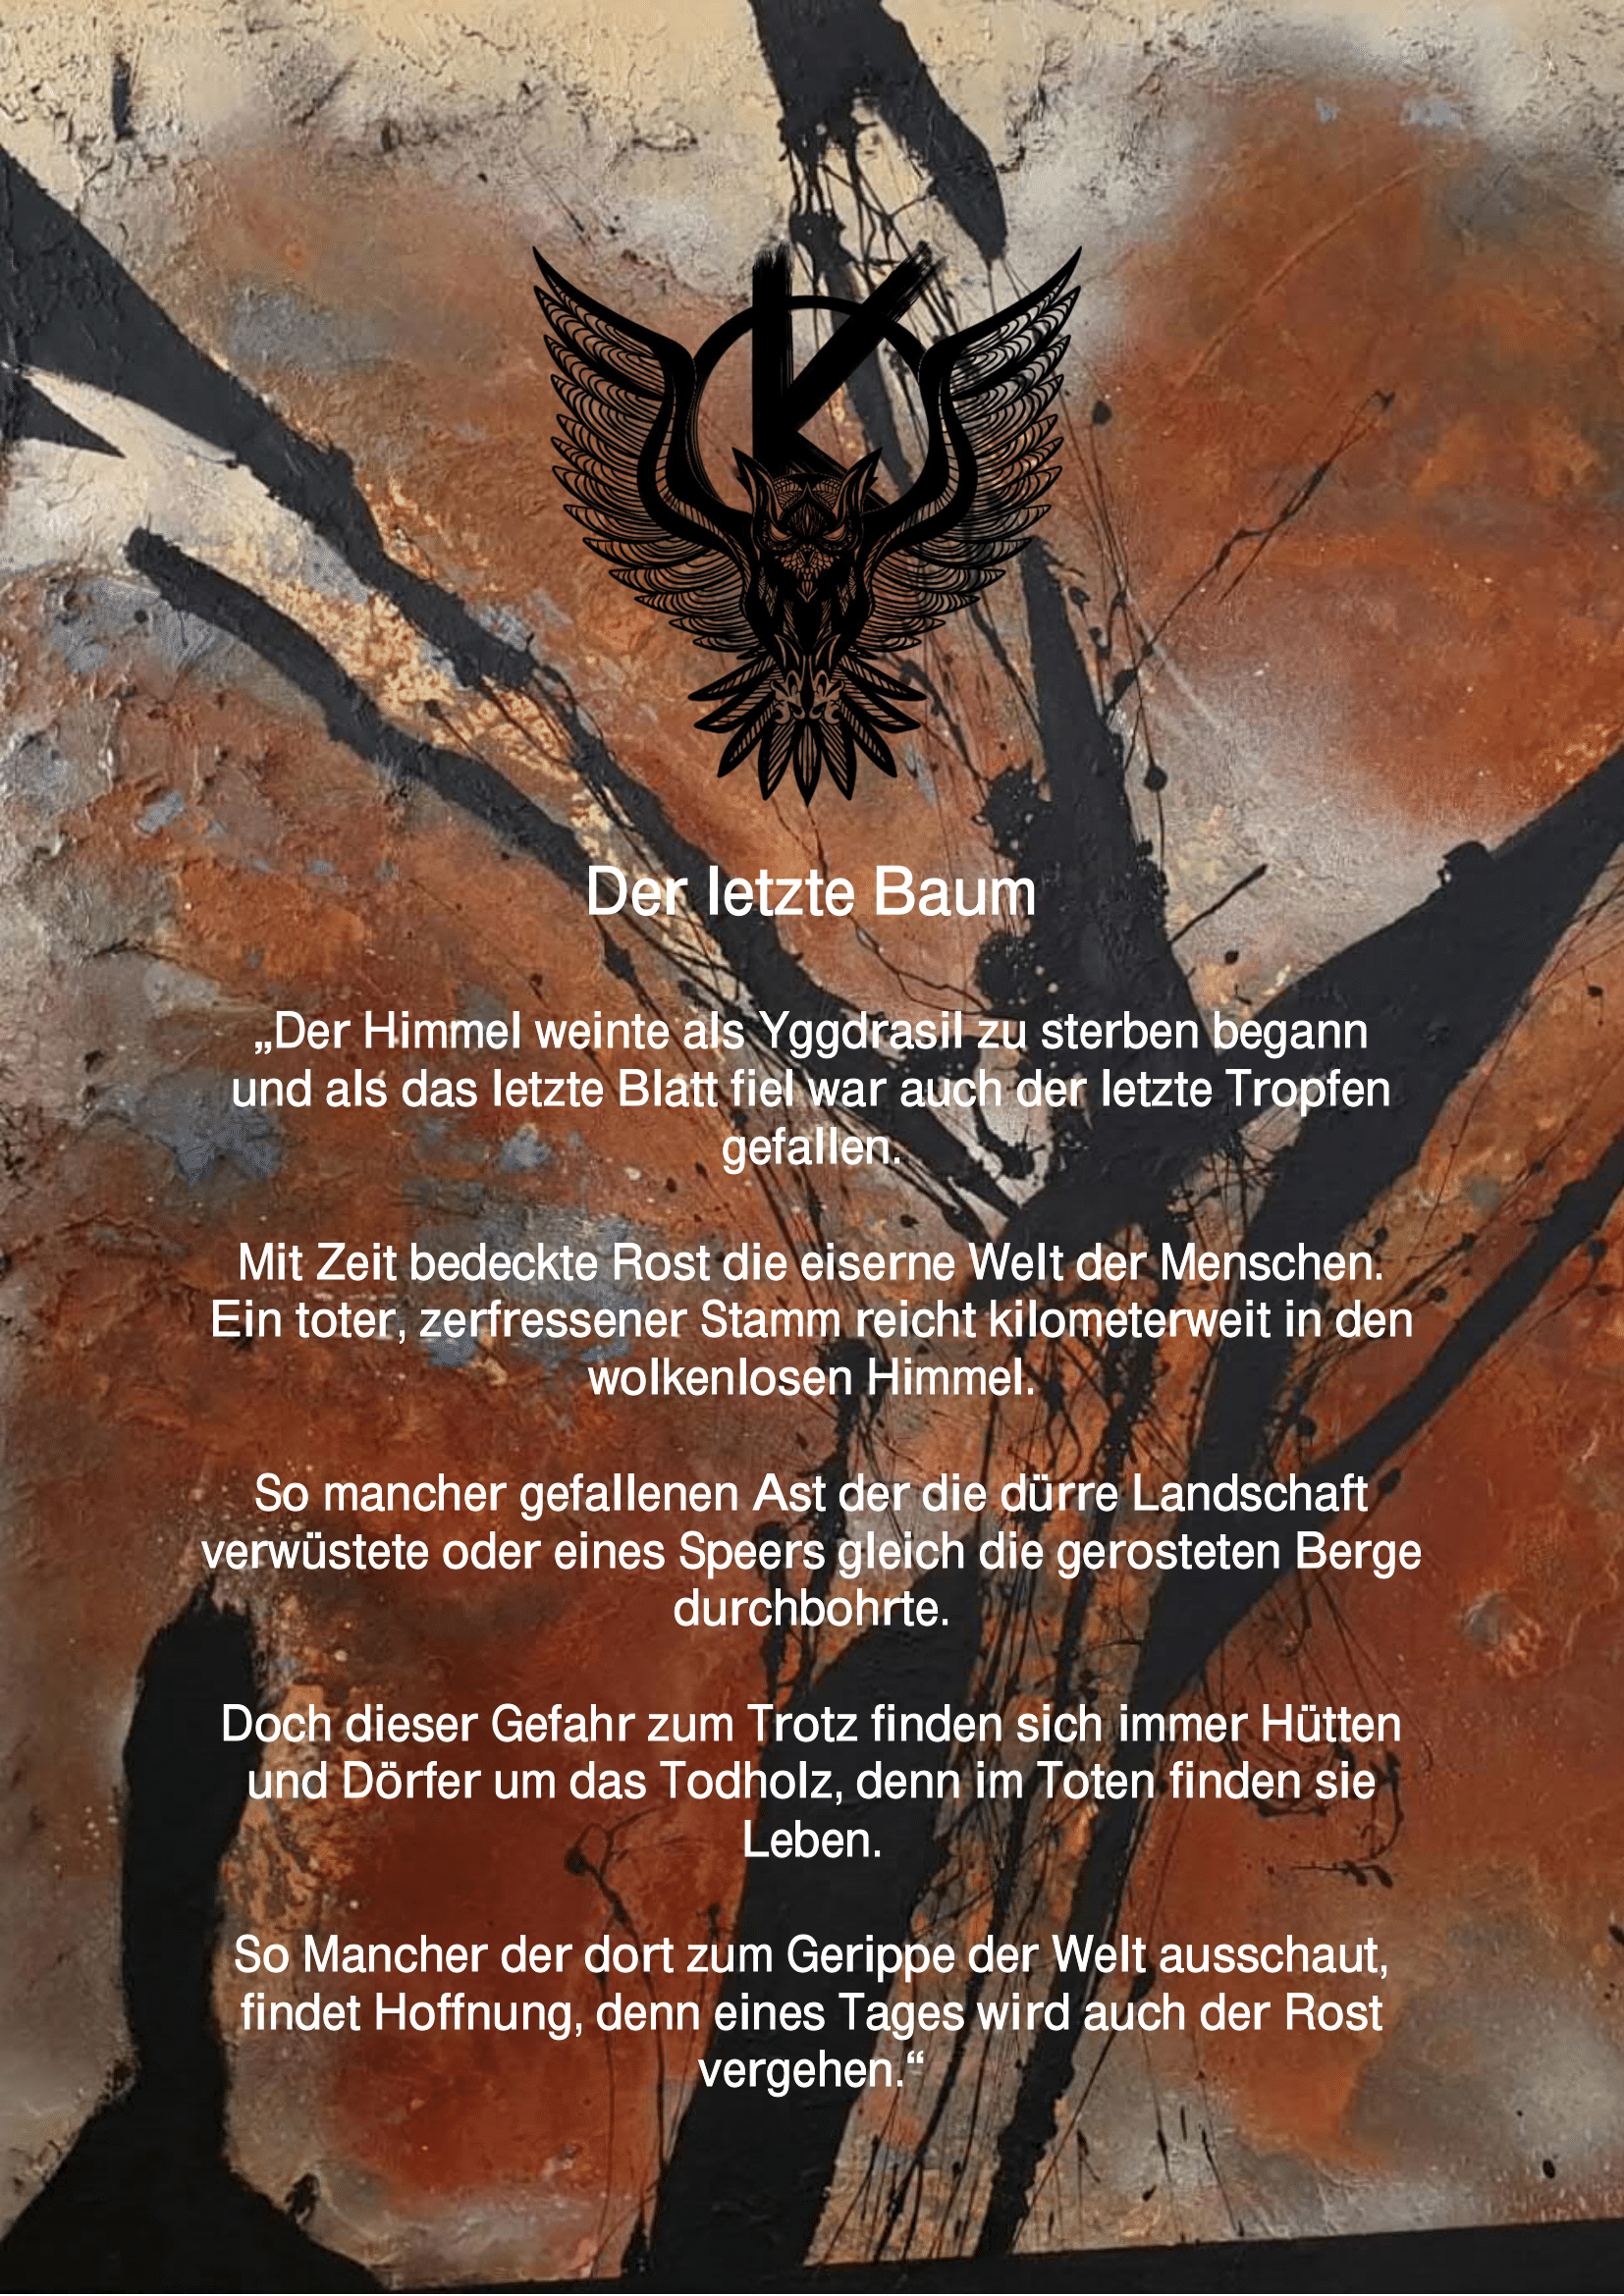 K
Der letzte Baum
„Der Himmel weinte als Yggdrasil zu sterben begann
und als das letzte Blatt fiel war auch der letzte Tropfen
gefallen.
Mit Zeit bedeckte Rost die eiserne Welt der Menschen.
Ein toter, zerfressener Stamm reicht kilometerweit in den
wolkenlosen Himmel.
So mancher gefallenen Ast der die dürre Landschaft
verwüstete oder eines Speers gleich die gerosteten Berge
durchbohrte.
Doch dieser Gefahr zum Trotz finden sich immer Hütten
und Dörfer um das Todholz, denn im Toten finden sie
Leben.
So Mancher der dort zum Gerippe der Welt ausschaut,
findet Hoffnung, denn eines Tages wird auch der Rost
vergehen.“